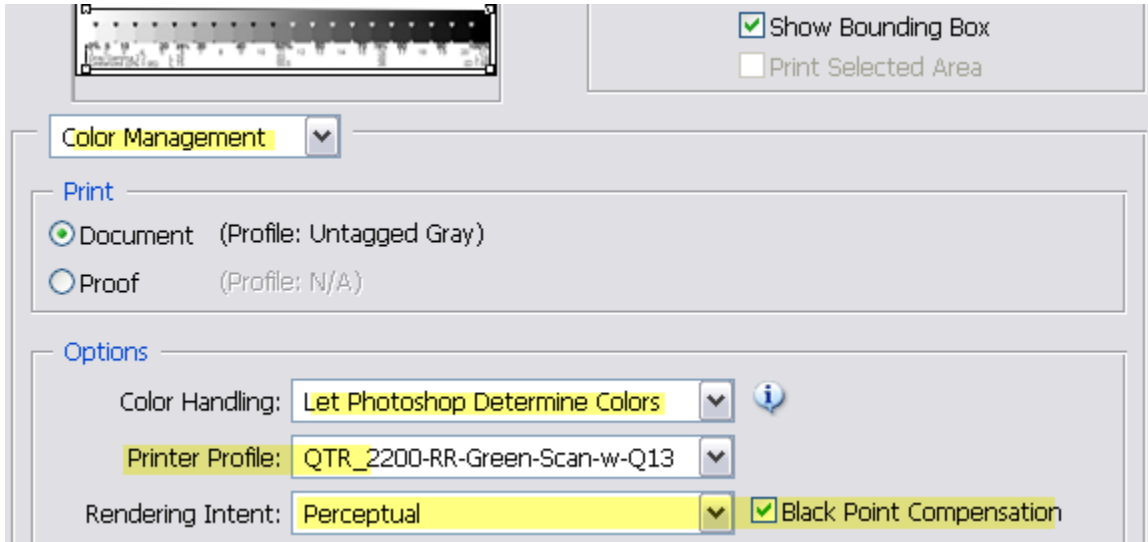 Show Bounding Box
Print Selected Area
Color Management
Print
Document (Profile: Untagged Gray)
Proof (Profile: N/A)
Options
Color Handling: Let Photoshop Determine Colors
Printer Profile: QTR_2200-RR-Green-Scan-w-Q13
Rendering Intent: Perceptual Black Point Compensation